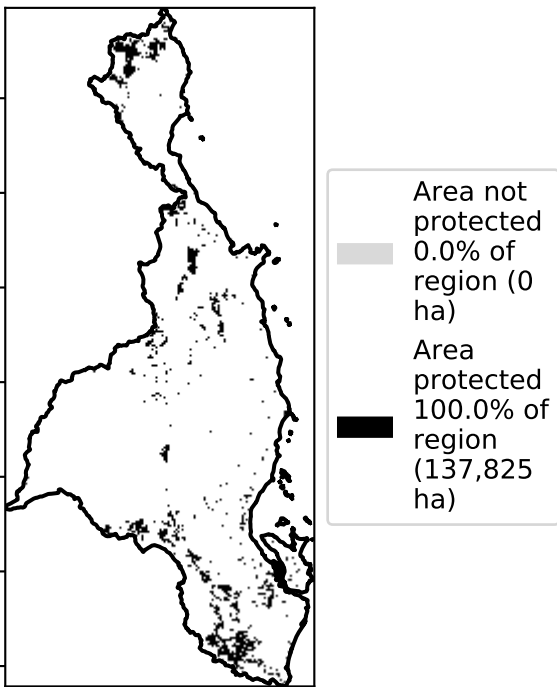 Area not
protected
0.0% of
region (0
ha)
Area
protected
100.0% of
region
(137,825
ha)